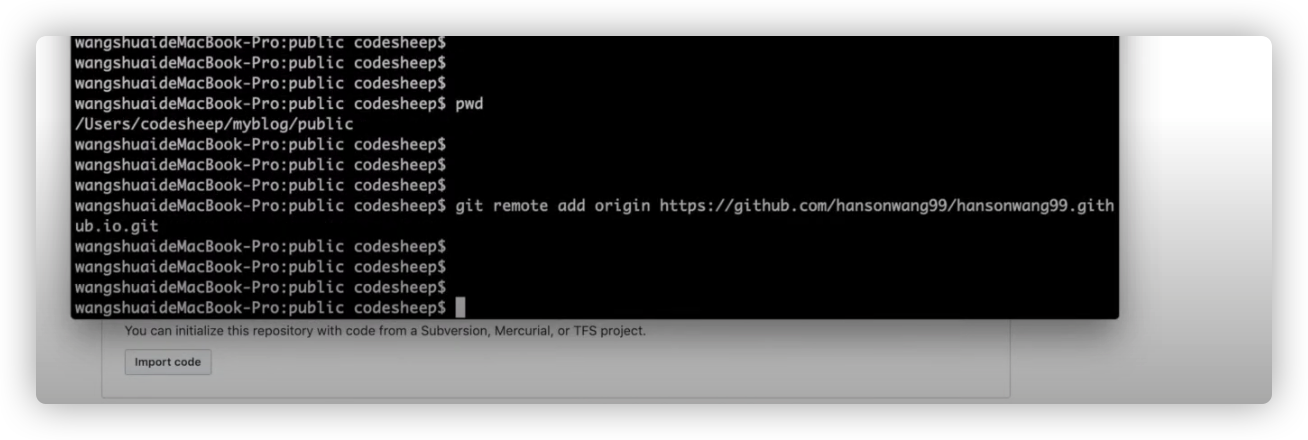 wangshuaideMacBook-Pro:public codesheep$
wangshuaideMacBook-Pro:public codesheep$
wangshuaideMacBook-Pro:public codesheep$
wangshuaideMacBook-Pro:public codesheep$ pwd
/Users/codesheep/myblog/public
wangshuaideMacBook-Pro:public codesheep$
wangshuaideMacBook-Pro:public codesheep$
wangshuaideMacBook-Pro:public codesheep$
wangshuaideMacBook-Pro:public codesheep$ git remote add origin https://github.com/hansonwang99/hansonwang99.gith
ub.io.git
wangshuaideMacBook-Pro:public codesheep$
wangshuaideMacBook-Pro:public codesheep$
wangshuaideMacBook-Pro:public codesheep$
wangshuaideMacBook-Pro:public codesheep$
You can initialize this repository with code from a Subversion, Mercurial, or TFS project.
Import code